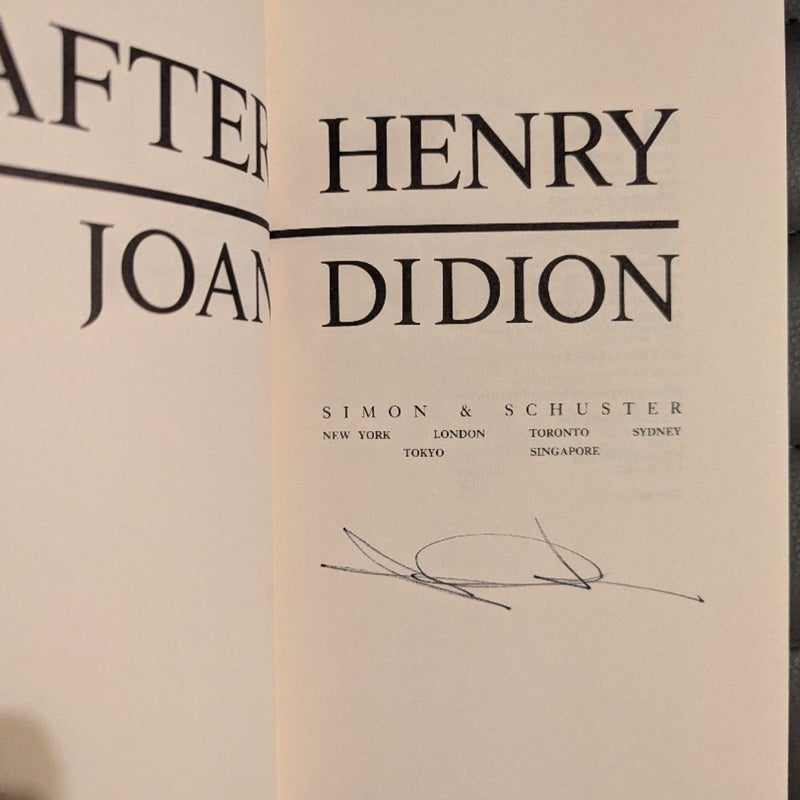 AFTER HENRY
JOAN DIDION
SIMON & SCHUSTER
NEW YORK LONDON TORONTO SYDNEY
TOKYO SINGAPORE